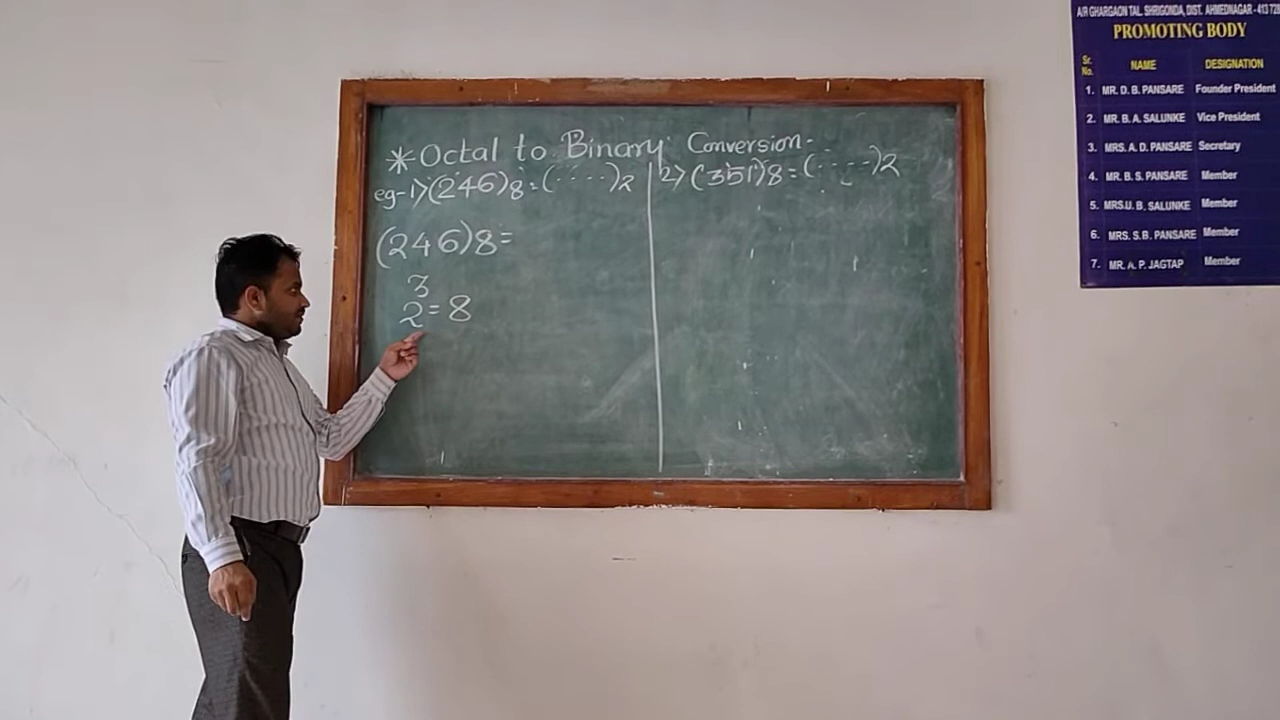 *Octal to Binary Conversion-
eg-1>(246)8=(....)2
2>(351)8=(....)2
(246)8=
3
2=8
A/R GHARGAON TAL. SHRIGONDA, DIST. AHMEDNAGAR - 413 728
PROMOTING BODY
Sr. No. NAME DESIGNATION
1. MR. D. B. PANSARE Founder President
2. MR. B. A. SALUNKE Vice President
3. MRS. A. D. PANSARE Secretary
4. MR. B. S. PANSARE Member
5. MRS.U. B. SALUNKE Member
6. MRS. S.B. PANSARE Member
7. MR. A. P. JAGTAP Member